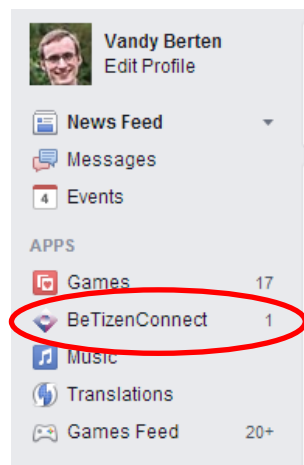 Vandy Berten
Edit Profile
News Feed
Messages
4 Events
APPS
Games 17
BeTizenConnect 1
Music
Translations
Games Feed 20+